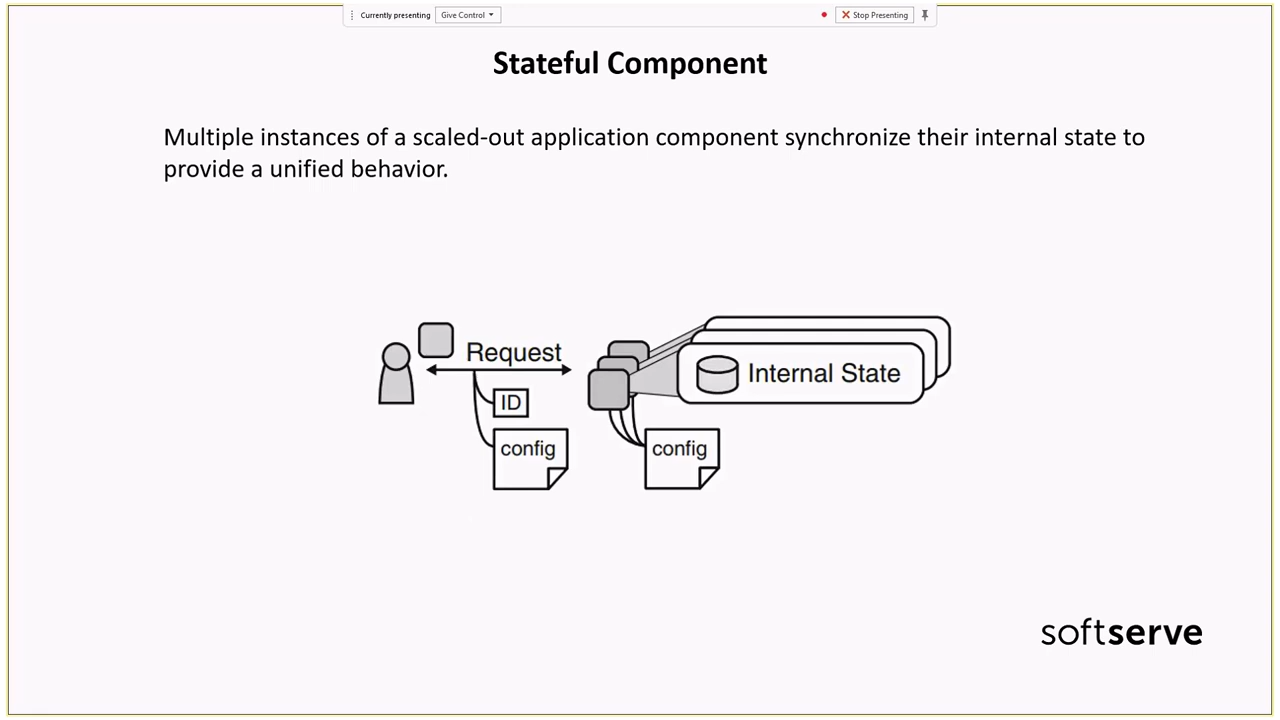 Currently presenting
Give Control
Stop Presenting
Stateful Component
Multiple instances of a scaled-out application component synchronize their internal state to
provide a unified behavior.
Request
Internal State
ID
config
config
softserve